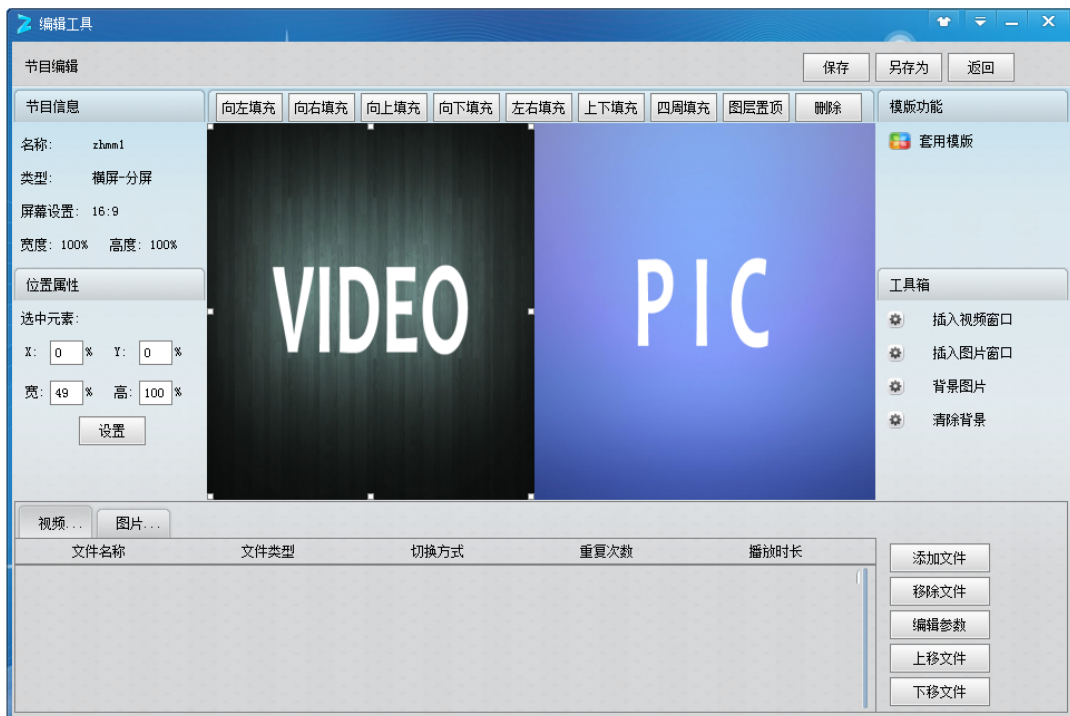 编辑工具
节目编辑
保存 另存为 返回
节目信息
向左填充 向右填充 向上填充 向下填充 左右填充 上下填充 四周填充 图层置顶 删除
模版功能
名称: zhmm1
套用模版
类型: 横屏-分屏
屏幕设置: 16:9
宽度: 100% 高度: 100%
VIDEO
PIC
位置属性
工具箱
选中元素:
插入视频窗口
X: 0 % Y: 0 %
插入图片窗口
宽: 49 % 高: 100 %
背景图片
设置
清除背景
视频... 图片...
文件名称 文件类型 切换方式 重复次数 播放时长
添加文件
移除文件
编辑参数
上移文件
下移文件